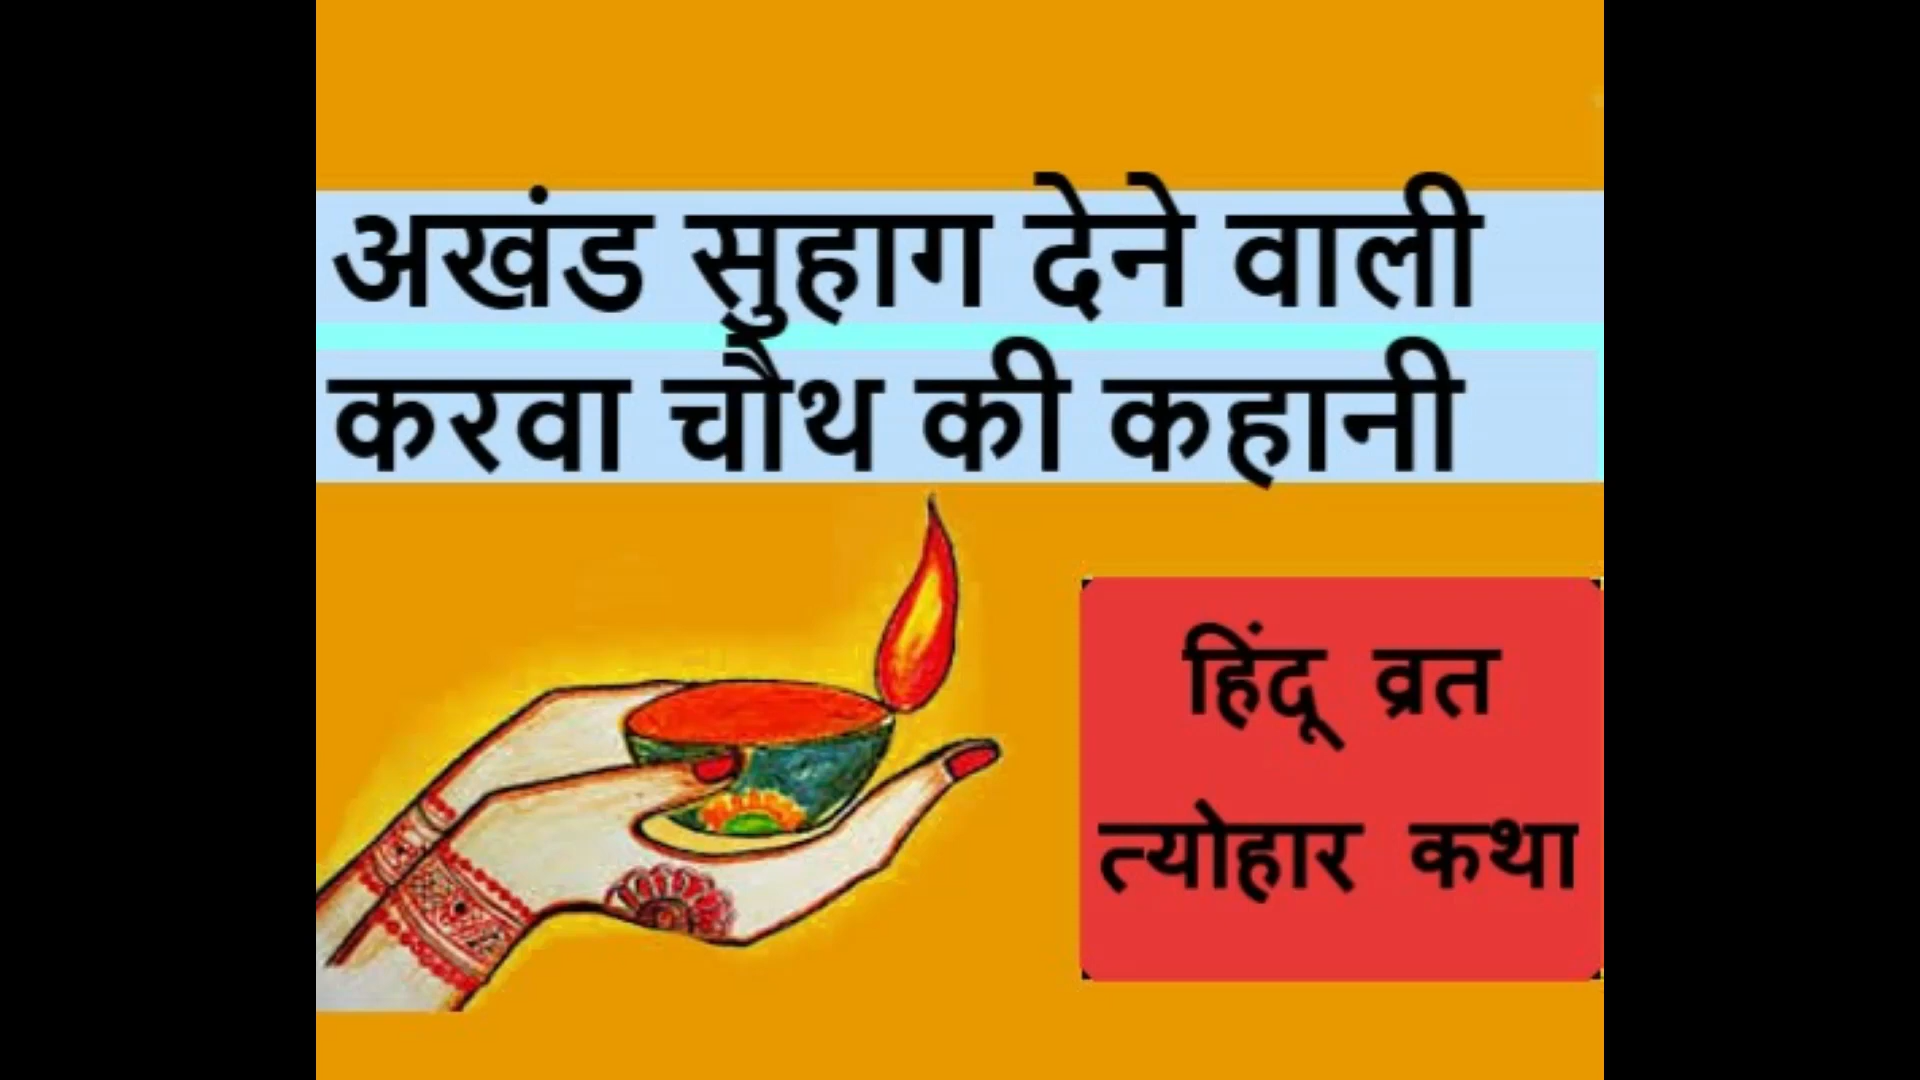 अखंड सुहाग देने वाली
करवा चौथ की कहानी
हिंदू व्रत
त्योहार कथा